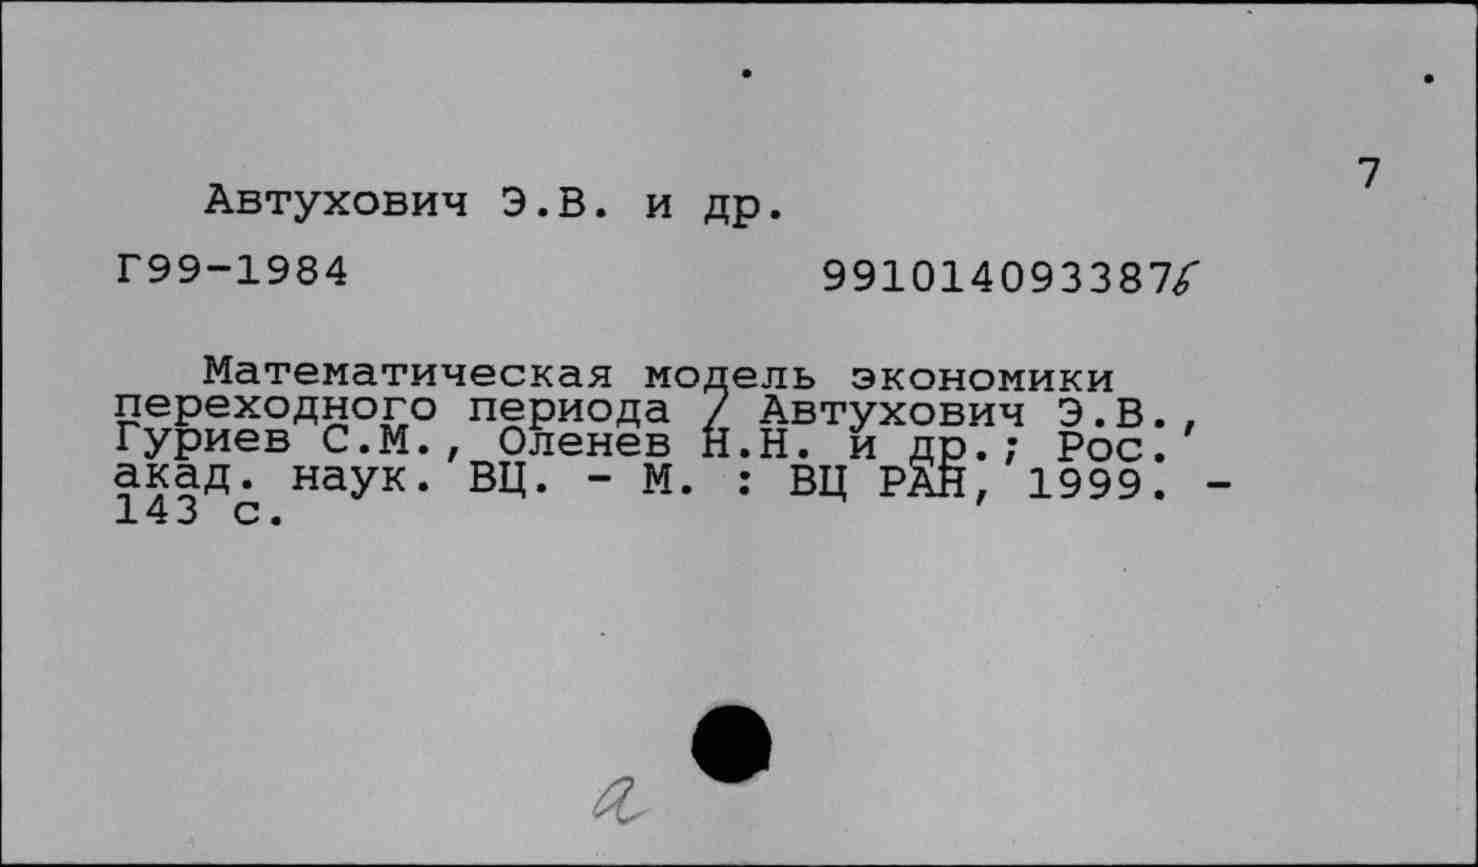 7
Автухович Э.В. и др.
Г99-1984 991014093387
Математическая модель экономики
переходного периода / Автухович Э.В.,
Гуриев С.М., Оленев Н.Н. и др.; Рос.
акад. наук. ВЦ. - М. : ВЦ РАН, 1999. -
143 с.
а